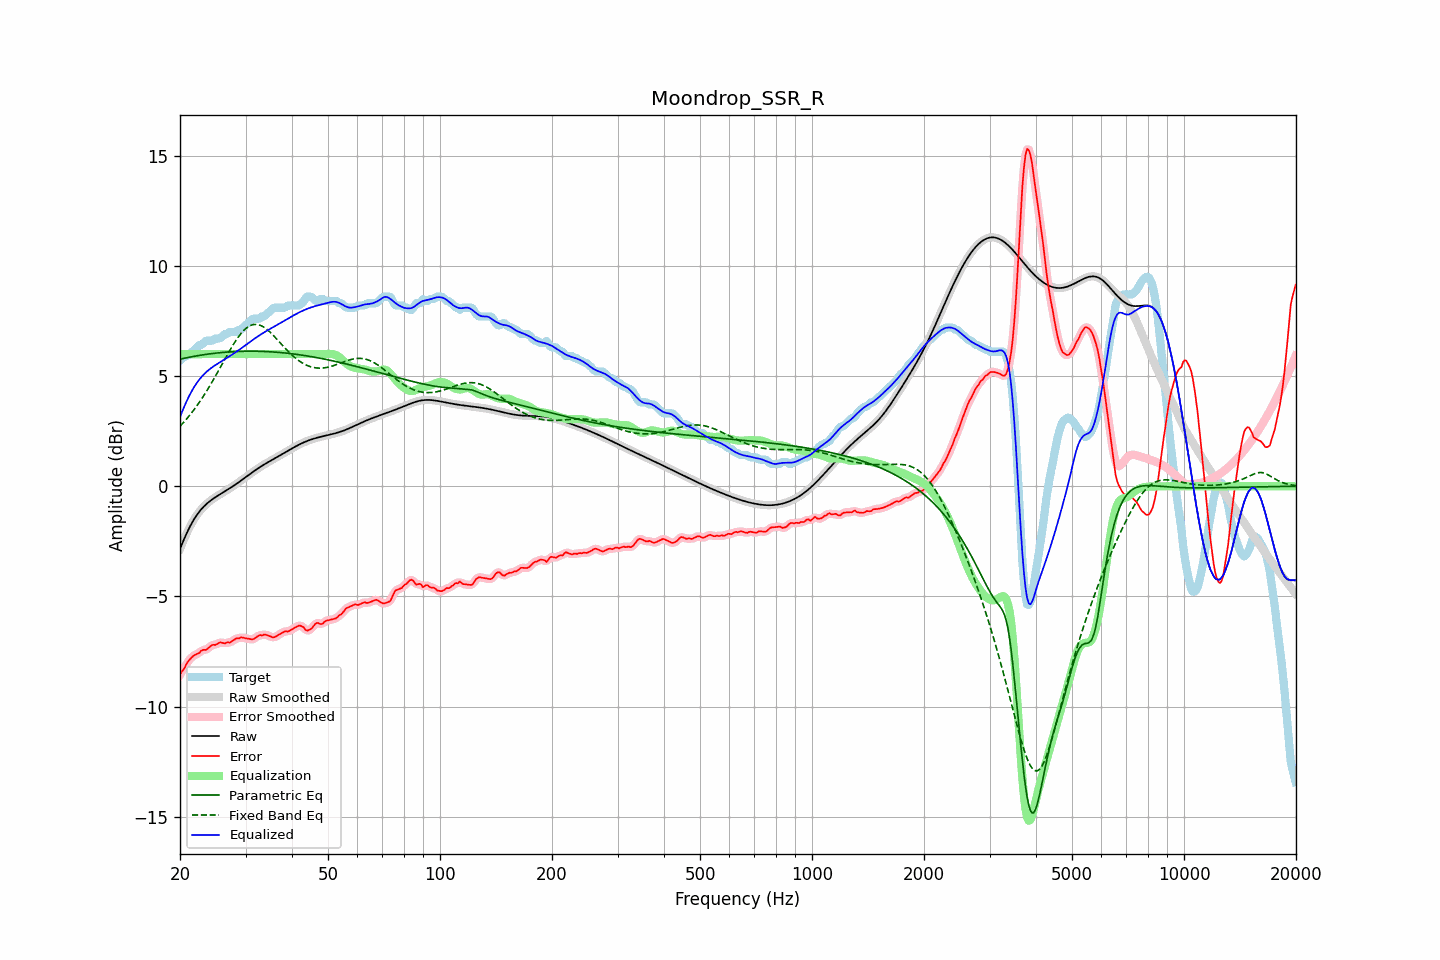 Moondrop_SSR_R
Amplitude (dBr)
15
10
5
0
−5
−10
−15
Target
Raw Smoothed
Error Smoothed
Raw
Error
Equalization
Parametric Eq
Fixed Band Eq
Equalized
20
50
100
200
500
1000
2000
5000
10000
20000
Frequency (Hz)